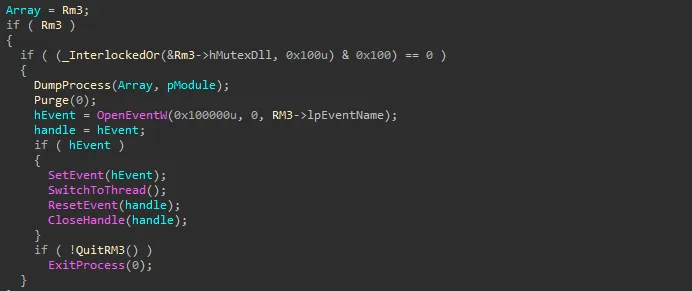 Array = Rm3;
if ( Rm3 )
{
if ( (_InterlockedOr(&Rm3->hMutexDll, 0x100u) & 0x100) == 0 )
{
DumpProcess(Array, pModule);
Purge(0);
hEvent = OpenEventW(0x100000u, 0, RM3->lpEventName);
handle = hEvent;
if ( hEvent )
{
SetEvent(hEvent);
SwitchToThread();
ResetEvent(handle);
CloseHandle(handle);
}
if ( !QuitRM3() )
ExitProcess(0);
}